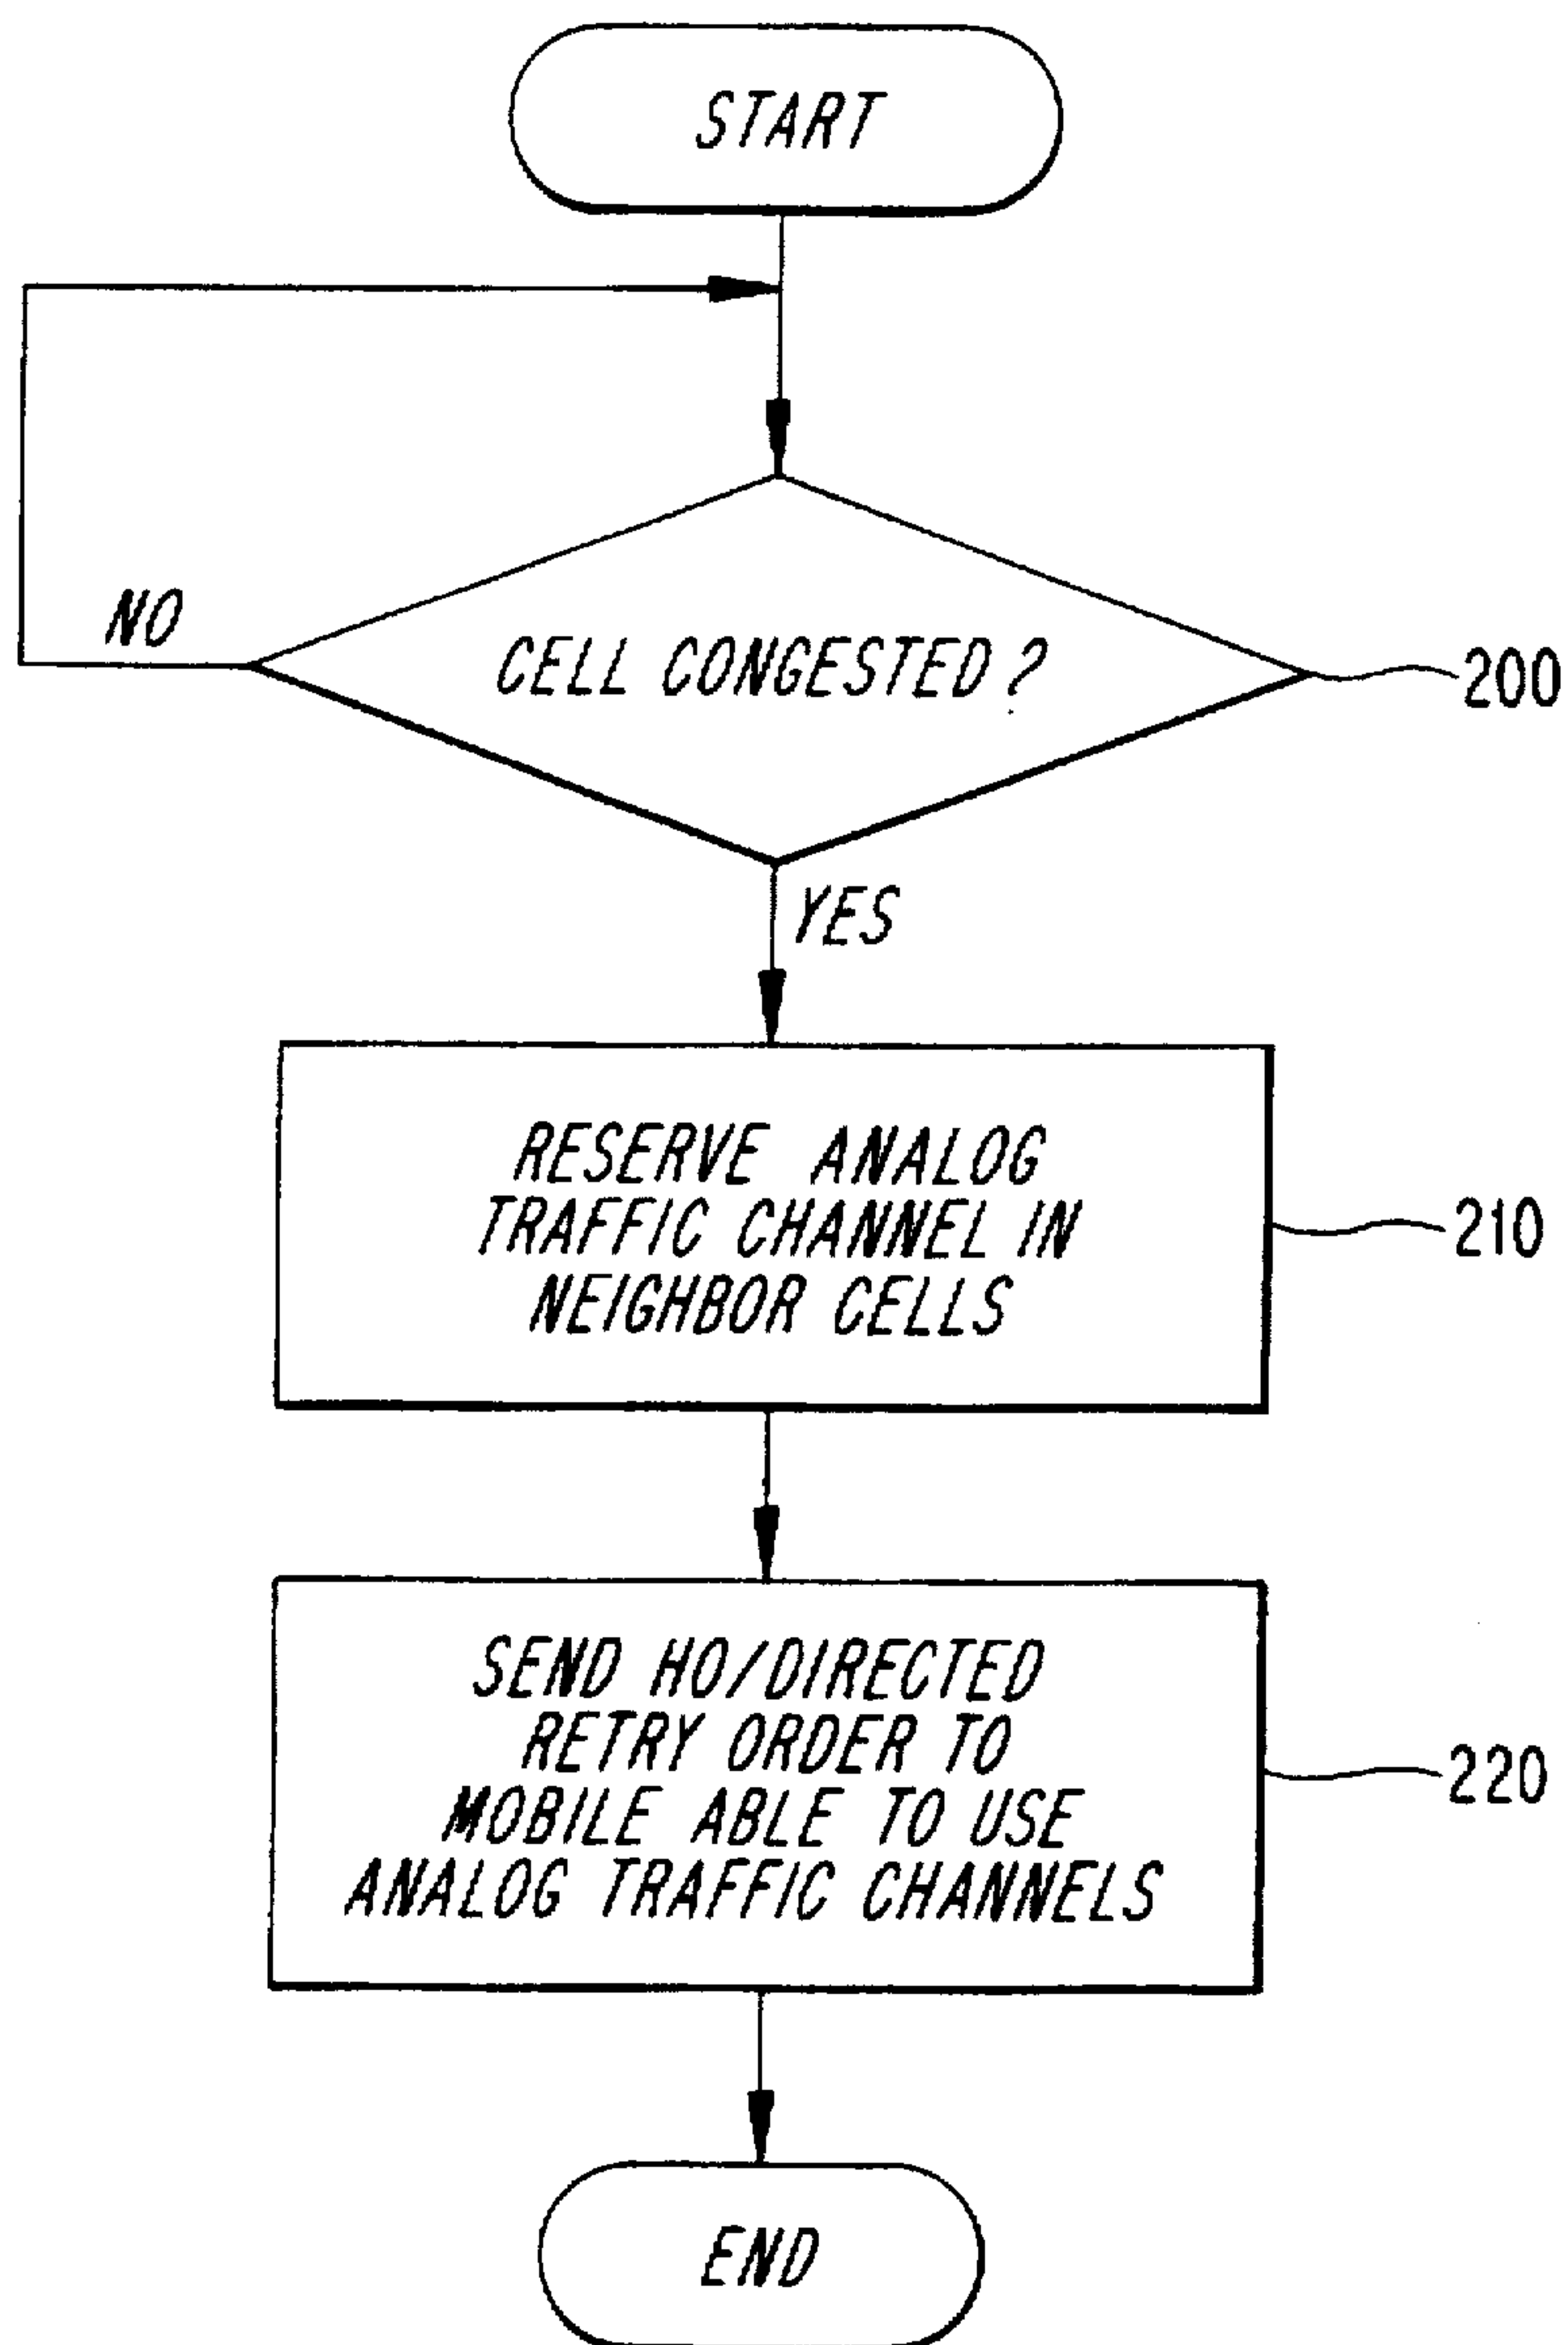 START
NO
CELL CONGESTED ?
200
YES
RESERVE ANALOG
TRAFFIC CHANNEL IN
NEIGHBOR CELLS
210
SEND HO/DIRECTED
RETRY ORDER TO
MOBILE ABLE TO USE
ANALOG TRAFFIC CHANNELS
220
END